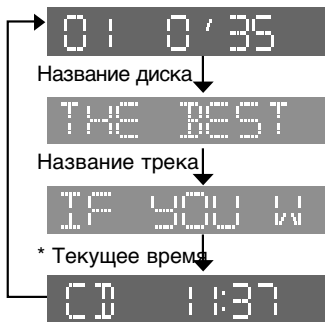 01 0'35
Название диска
THE BEST
Название трека
IF YOU W
* Текущее время
CD 11:37